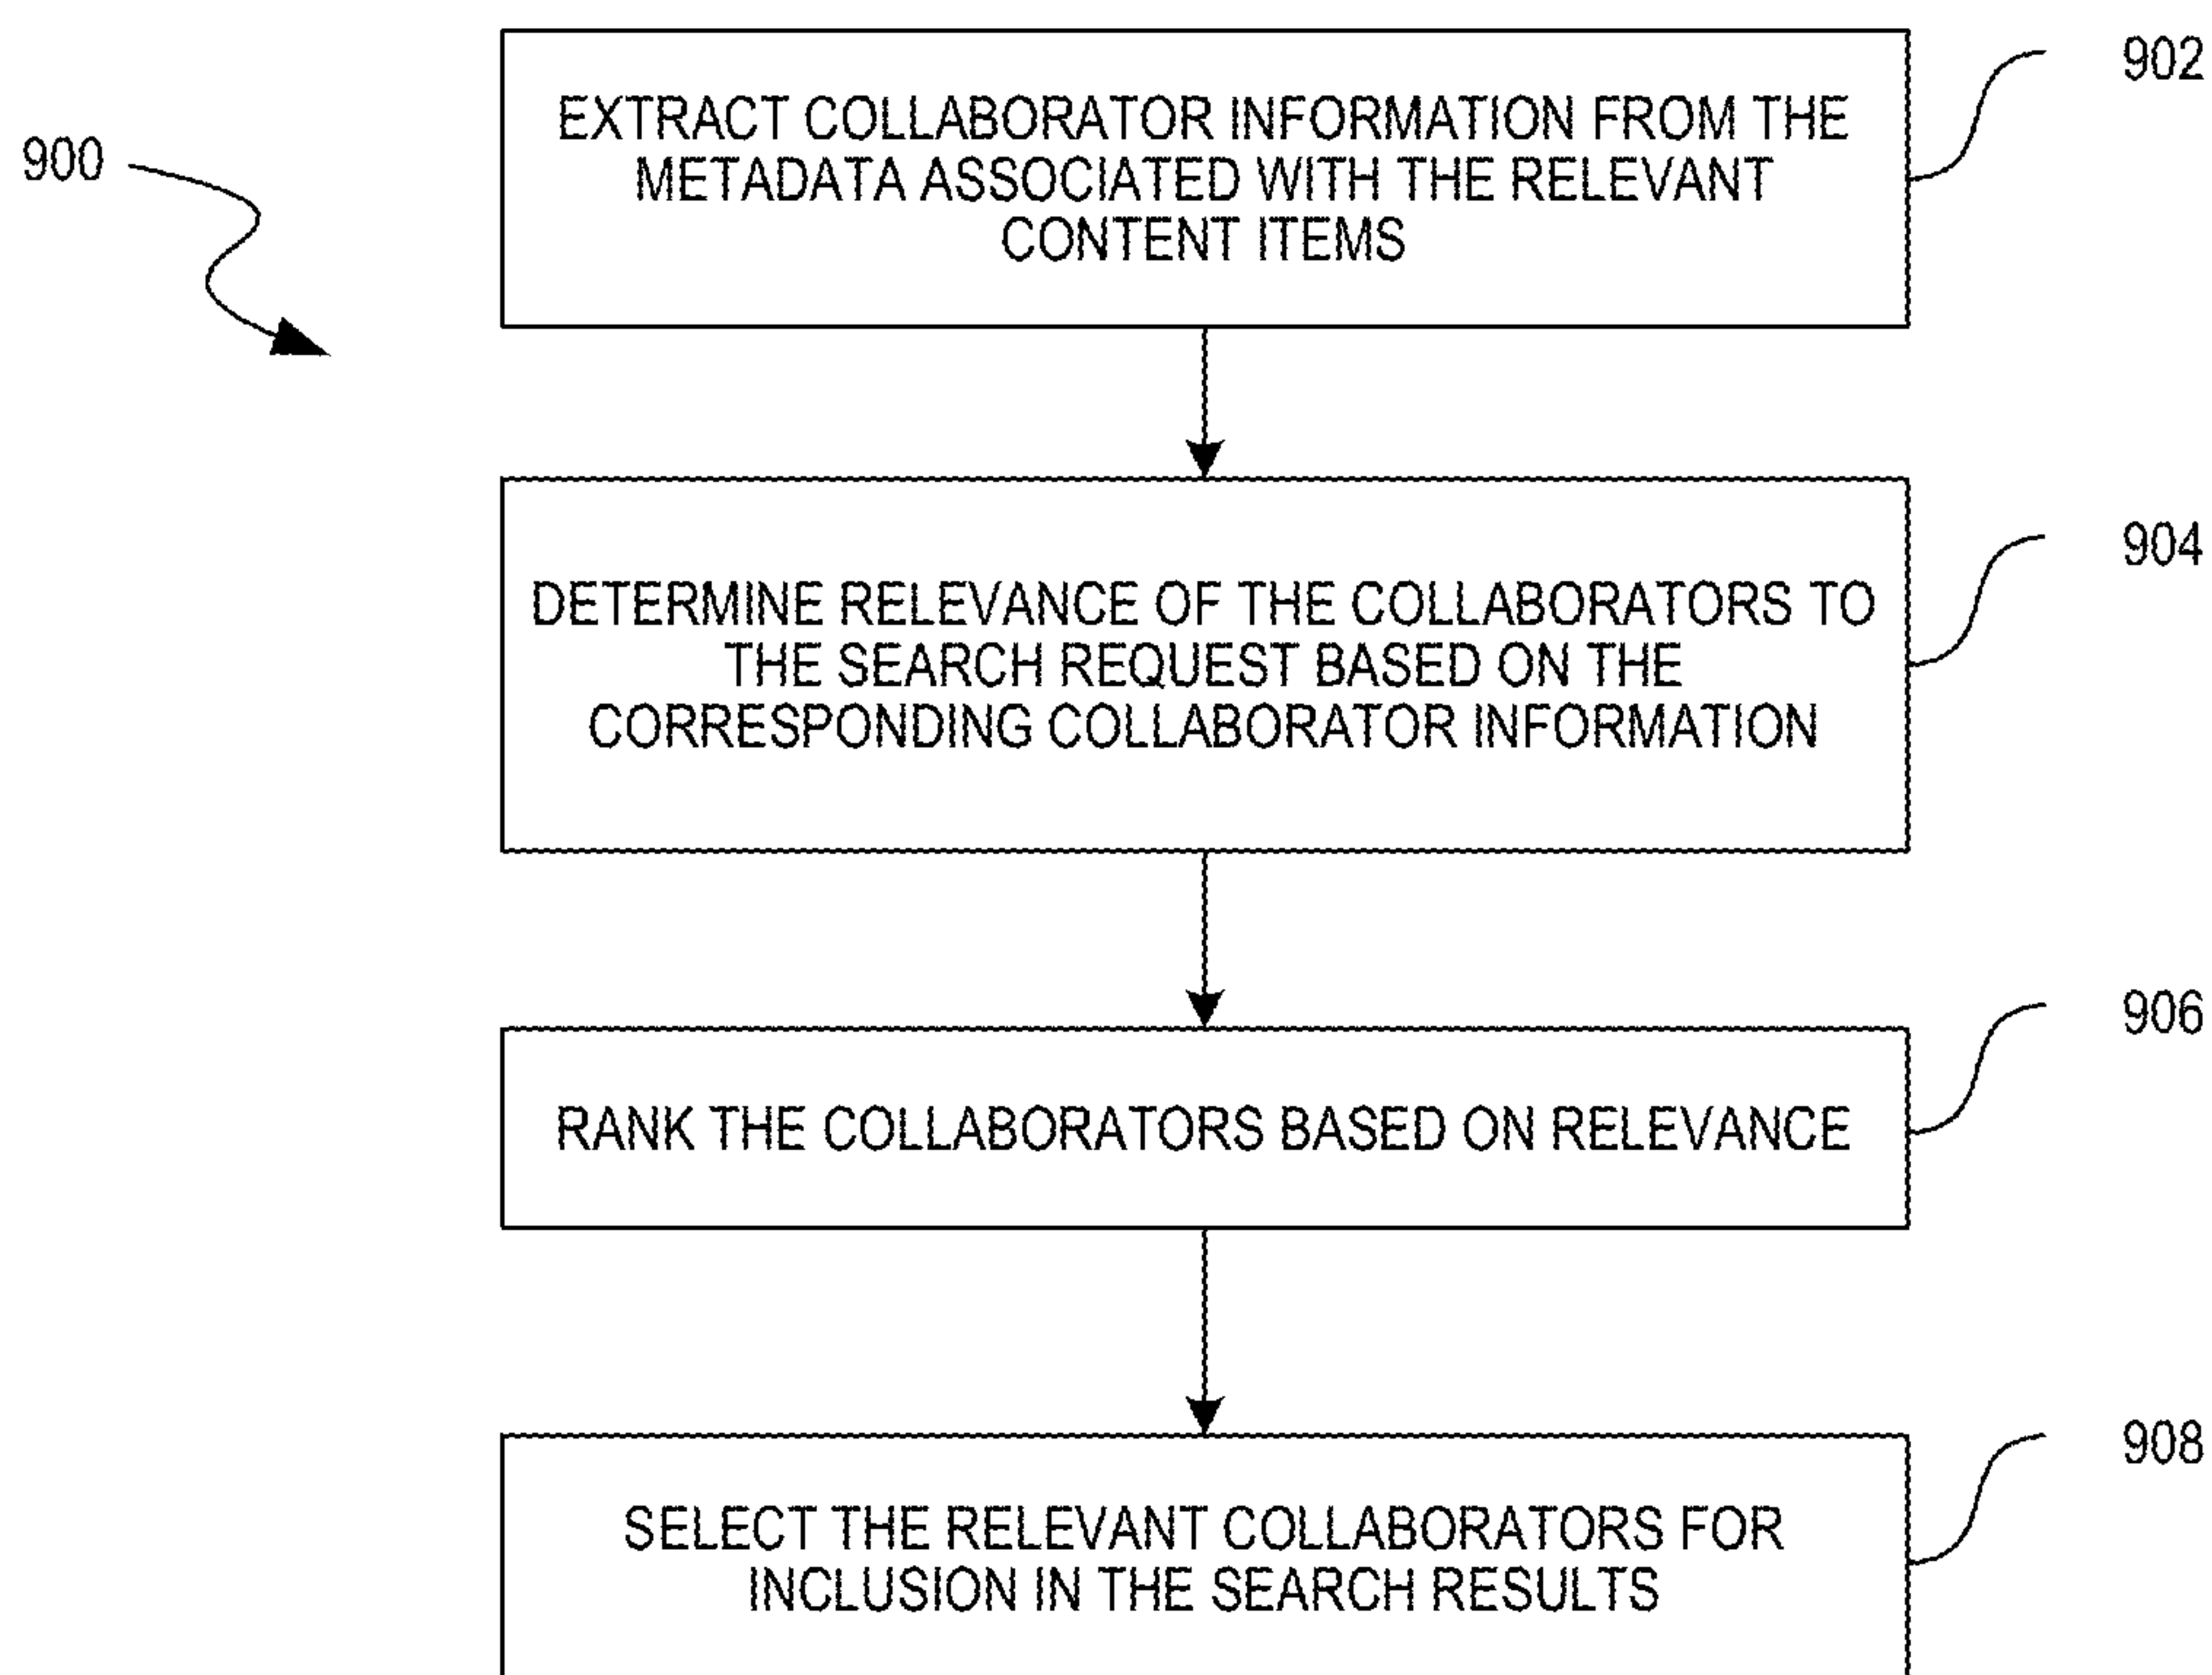 902
EXTRACT COLLABORATOR INFORMATION FROM THE
METADATA ASSOCIATED WITH THE RELEVANT
CONTENT ITEMS
900
904
DETERMINE RELEVANCE OF THE COLLABORATORS TO
THE SEARCH REQUEST BASED ON THE
CORRESPONDING COLLABORATOR INFORMATION
906
RANK THE COLLABORATORS BASED ON RELEVANCE
908
SELECT THE RELEVANT COLLABORATORS FOR
INCLUSION IN THE SEARCH RESULTS